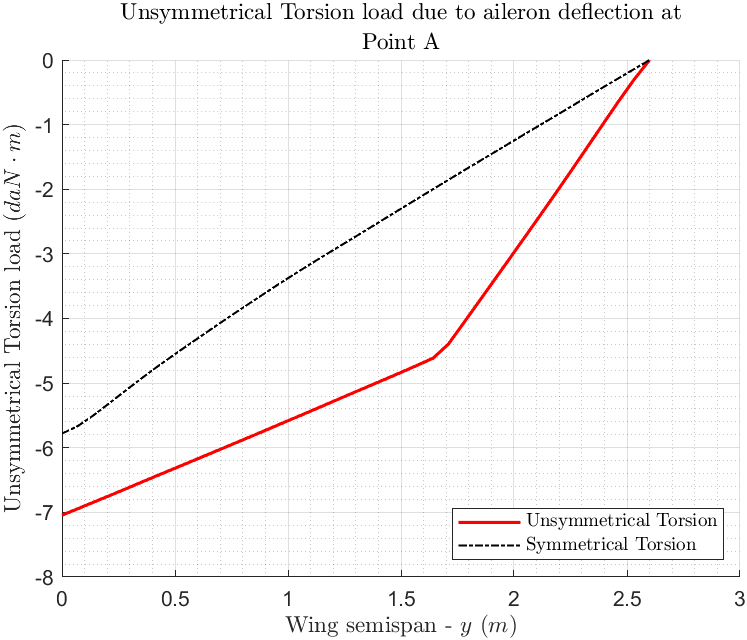 Unsymmetrical Torsion load due to aileron deflection at
Point A
Unsymmetrical Torsion load (daN · m)
0
-1
-2
-3
-4
-5
-6
-7
-8
Unsymmetrical Torsion
Symmetrical Torsion
0 0.5 1 1.5 2 2.5 3
Wing semispan - y (m)